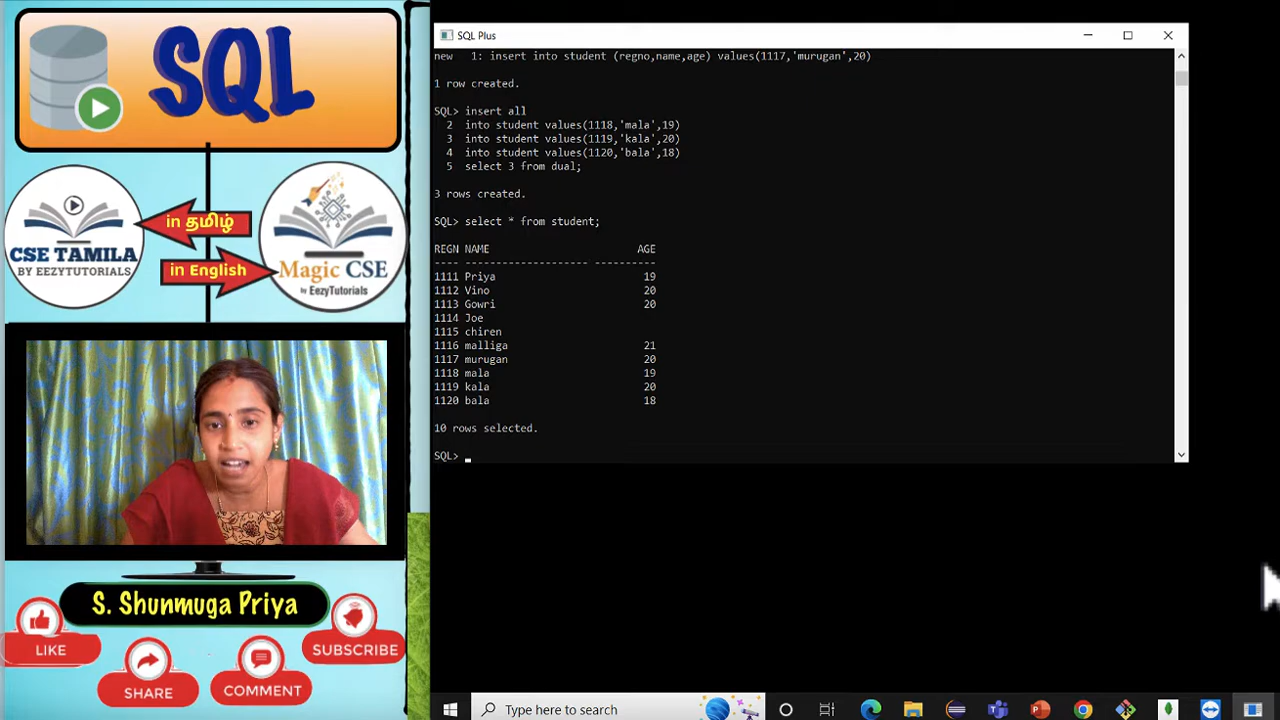 SQL
in தமிழ்
CSE TAMILA
BY EEZYTUTORIALS
in English
Magic CSE
by EezyTutorials
S. Shunmuga Priya
LIKE
SHARE
COMMENT
SUBSCRIBE
SQL Plus
new   1: insert into student (regno,name,age) values(1117,'murugan',20)
1 row created.
SQL> insert all
  2  into student values(1118,'mala',19)
  3  into student values(1119,'kala',20)
  4  into student values(1120,'bala',18)
  5  select 3 from dual;
3 rows created.
SQL> select * from student;
REGN NAME                        AGE
---- -------------------- ----------
1111 Priya                        19
1112 Vino                         20
1113 Gowri                        20
1114 Joe
1115 chiren
1116 malliga                      21
1117 murugan                      20
1118 mala                         19
1119 kala                         20
1120 bala                         18
10 rows selected.
SQL>
Type here to search